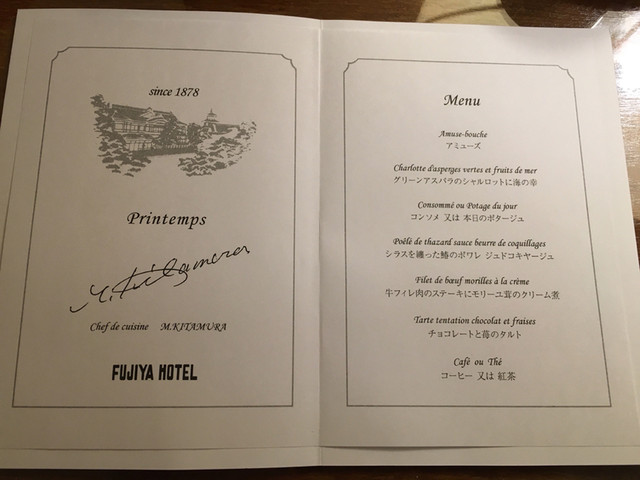 since 1878
Printemps
M. Kitamura
Chef de cuisine M.KITAMURA
FUJIYA HOTEL
Menu
Amuse-bouche
アミューズ
Charlotte d'asperges vertes et fruits de mer
グリーンアスパラのシャルロットに海の幸
Consommé ou Potage du jour
コンソメ 又は 本日のポタージュ
Poêlé de thazard sauce beurre de coquillages
シラスを纏った鰆のポワレ ジュドコキヤージュ
Filet de bœuf morilles à la crème
牛フィレ肉のステーキにモリーユ茸のクリーム煮
Tarte tentation chocolat et fraises
チョコレートと苺のタルト
Café ou Thé
コーヒー 又は 紅茶